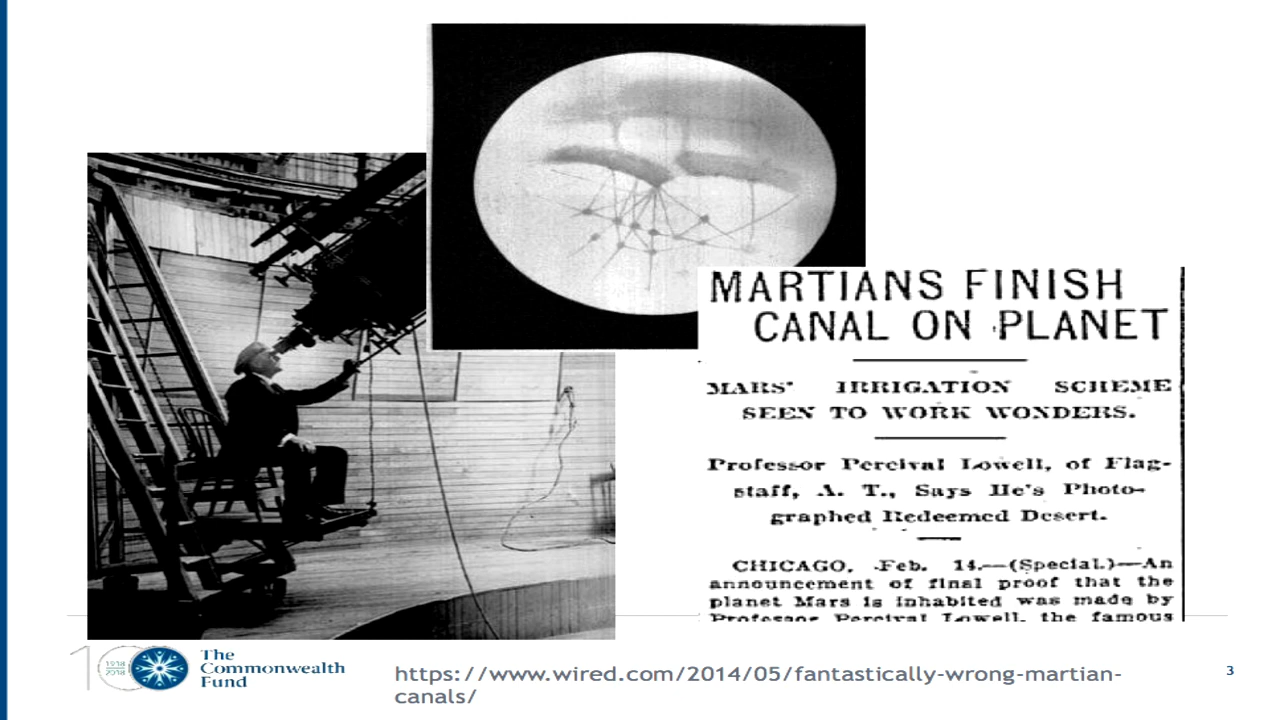 MARTIANS FINISH
CANAL ON PLANET
MARS' IRRIGATION SCHEME
SEEN TO WORK WONDERS.
Professor Percival Lowell, of Flag-
staff, A. T., Says He's Photo-
graphed Redeemed Desert.
CHICAGO, Feb. 14.—(Special.)—An
announcement of final proof that the
planet Mars is inhabited was made by
Professor Percival Lowell, the famous
1918
2018
The
Commonwealth
Fund
https://www.wired.com/2014/05/fantastically-wrong-martian-
canals/
3